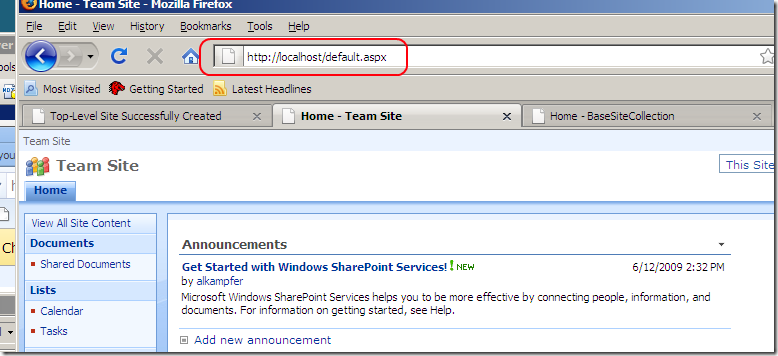 Home - Team Site - Mozilla Firefox
File Edit View History Bookmarks Tools Help
http://localhost/default.aspx
Most Visited Getting Started Latest Headlines
Top-Level Site Successfully Created Home - Team Site Home - BaseSiteCollection
Team Site
Team Site
This Site
Home
View All Site Content
Documents
Shared Documents
Lists
Calendar
Tasks
Announcements
Get Started with Windows SharePoint Services! NEW 6/12/2009 2:32 PM
by alkampfer
Microsoft Windows SharePoint Services helps you to be more effective by connecting people, information, and
documents. For information on getting started, see Help.
Add new announcement